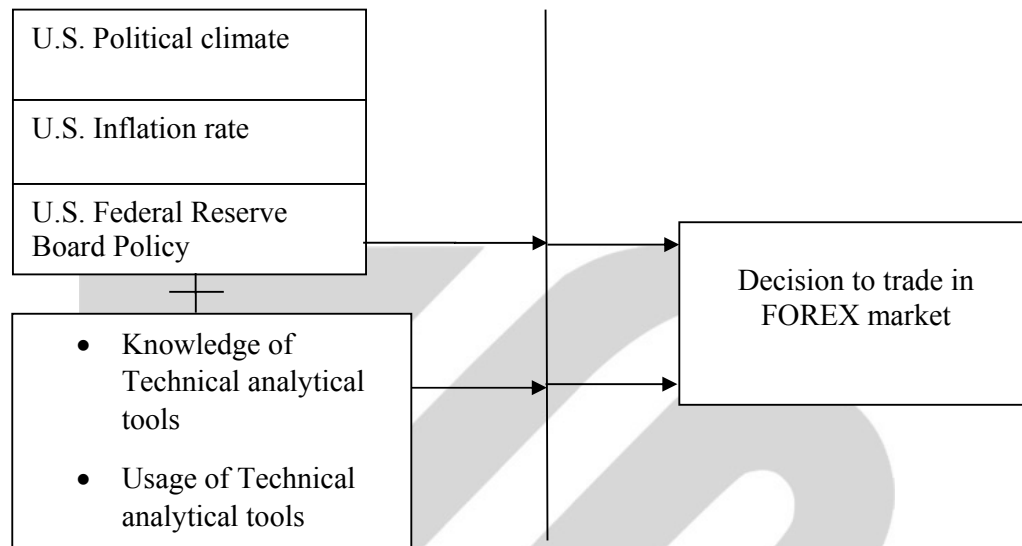 U.S. Political climate
U.S. Inflation rate
U.S. Federal Reserve
Board Policy
• Knowledge of
Technical analytical
tools
• Usage of Technical
analytical tools
Decision to trade in
FOREX market